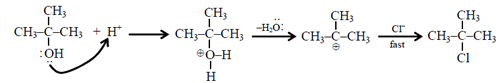 CH₃ CH₃ CH₃ CH₃
CH₃–C–CH₃ + H⁺ → CH₃–C–CH₃ –H₂O: → CH₃–C–CH₃ Cl⁻ fast → CH₃–C–CH₃
:OH ⊕O–H ⊕ Cl
H